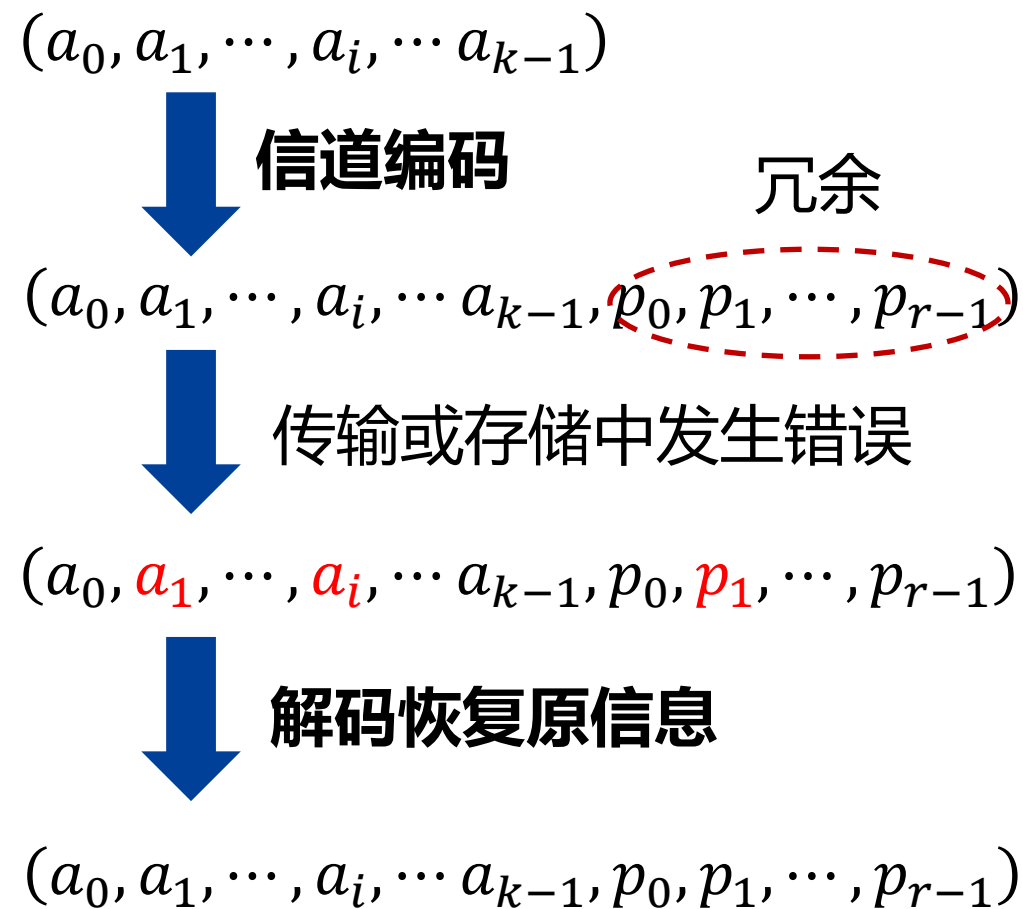 (a₀, a₁, ⋯ , aᵢ, ⋯ aₖ₋₁)
信道编码
冗余
(a₀, a₁, ⋯ , aᵢ, ⋯ aₖ₋₁, p₀, p₁, ⋯ , pᵣ₋₁)
传输或存储中发生错误
(a₀, a₁, ⋯ , aᵢ, ⋯ aₖ₋₁, p₀, p₁, ⋯ , pᵣ₋₁)
解码恢复原信息
(a₀, a₁, ⋯ , aᵢ, ⋯ aₖ₋₁, p₀, p₁, ⋯ , pᵣ₋₁)